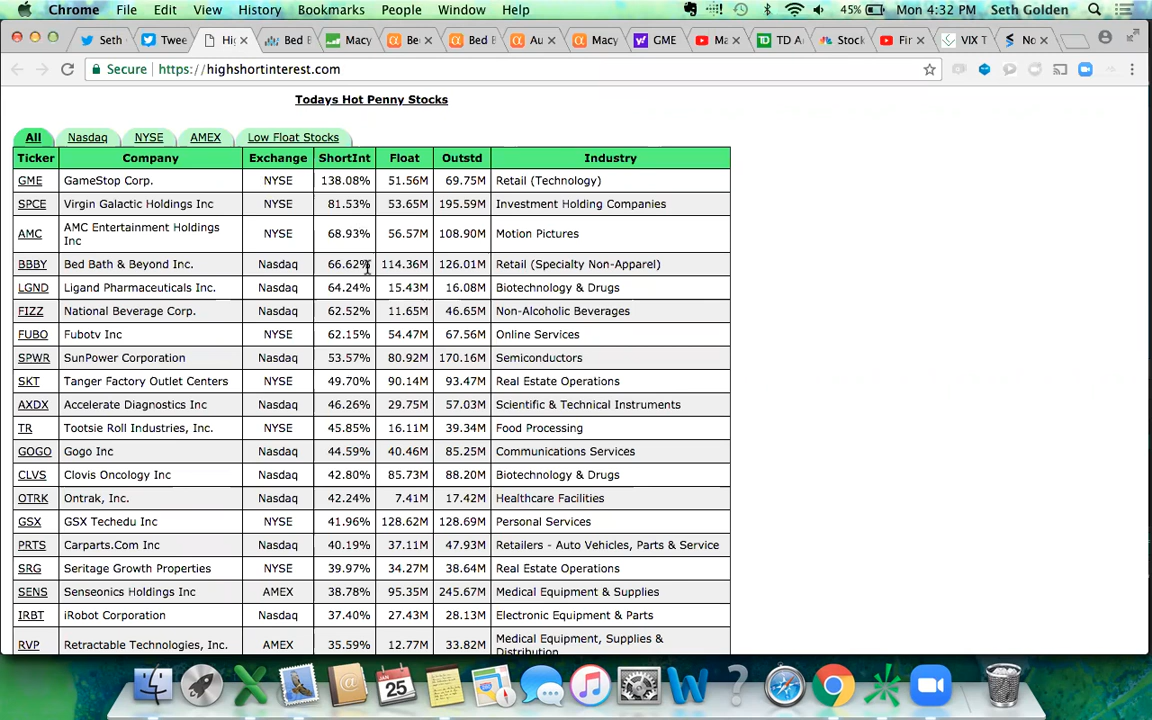 Chrome File Edit View History Bookmarks People Window Help 45% Mon 4:32 PM Seth Golden
Seth Twee Hig Bed B Macy Be Bed B Au Macy GME Ma TD A Stock Fir VIX T No
Secure https://highshortinterest.com
Todays Hot Penny Stocks
All Nasdaq NYSE AMEX Low Float Stocks
Ticker Company Exchange ShortInt Float Outstd Industry
GME GameStop Corp. NYSE 138.08% 51.56M 69.75M Retail (Technology)
SPCE Virgin Galactic Holdings Inc NYSE 81.53% 53.65M 195.59M Investment Holding Companies
AMC AMC Entertainment Holdings Inc NYSE 68.93% 56.57M 108.90M Motion Pictures
BBBY Bed Bath & Beyond Inc. Nasdaq 66.62% 114.36M 126.01M Retail (Specialty Non-Apparel)
LGND Ligand Pharmaceuticals Inc. Nasdaq 64.24% 15.43M 16.08M Biotechnology & Drugs
FIZZ National Beverage Corp. Nasdaq 62.52% 11.65M 46.65M Non-Alcoholic Beverages
FUBO Fubotv Inc NYSE 62.15% 54.47M 67.56M Online Services
SPWR SunPower Corporation Nasdaq 53.57% 80.92M 170.16M Semiconductors
SKT Tanger Factory Outlet Centers NYSE 49.70% 90.14M 93.47M Real Estate Operations
AXDX Accelerate Diagnostics Inc Nasdaq 46.26% 29.75M 57.03M Scientific & Technical Instruments
TR Tootsie Roll Industries, Inc. NYSE 45.85% 16.11M 39.34M Food Processing
GOGO Gogo Inc Nasdaq 44.59% 40.46M 85.25M Communications Services
CLVS Clovis Oncology Inc Nasdaq 42.80% 85.73M 88.20M Biotechnology & Drugs
OTRK Ontrak, Inc. Nasdaq 42.24% 7.41M 17.42M Healthcare Facilities
GSX GSX Techedu Inc NYSE 41.96% 128.62M 128.69M Personal Services
PRTS Carparts.Com Inc Nasdaq 40.19% 37.11M 47.93M Retailers - Auto Vehicles, Parts & Service
SRG Seritage Growth Properties NYSE 39.97% 34.27M 38.64M Real Estate Operations
SENS Senseonics Holdings Inc AMEX 38.78% 95.35M 245.67M Medical Equipment & Supplies
IRBT iRobot Corporation Nasdaq 37.40% 27.43M 28.13M Electronic Equipment & Parts
RVP Retractable Technologies, Inc. AMEX 35.59% 12.77M 33.82M Medical Equipment, Supplies & Distribution
JAN 25